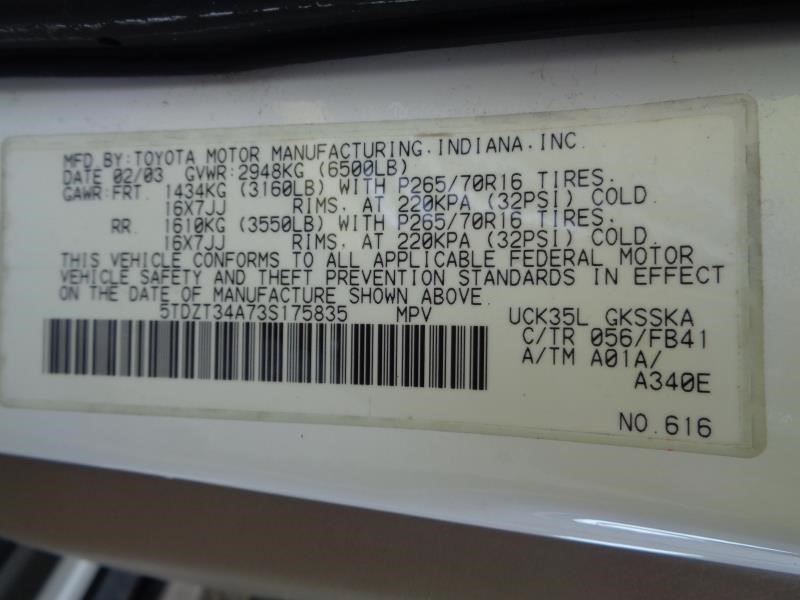 MFD.BY:TOYOTA MOTOR MANUFACTURING.INDIANA.INC.
DATE 02/03 GVWR:2948KG (6500LB)
GAWR:FRT 1434KG (3160LB) WITH P265/70R16 TIRES.
16X7JJ RIMS. AT 220KPA (32PSI) COLD.
RR 1610KG (3550LB) WITH P265/70R16 TIRES.
16X7JJ RIMS. AT 220KPA (32PSI) COLD.
THIS VEHICLE CONFORMS TO ALL APPLICABLE FEDERAL MOTOR
VEHICLE SAFETY AND THEFT PREVENTION STANDARDS IN EFFECT
ON THE DATE OF MANUFACTURE SHOWN ABOVE.
5TDZT34A73S175835 MPV UCK35L GKSSKA
C/TR 056/FB41
A/TM A01A/
A340E
NO.616